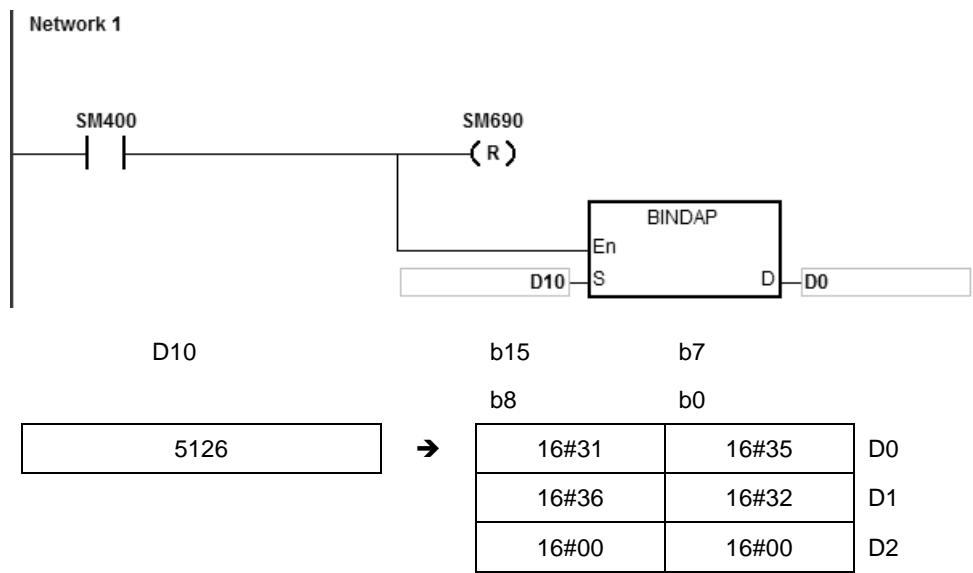 Network 1
SM400 SM690
( R )
BINDAP
En
D10 S D D0
D10 b15 b7
b8 b0
5126 ➔ 16#31 16#35 D0
16#36 16#32 D1
16#00 16#00 D2